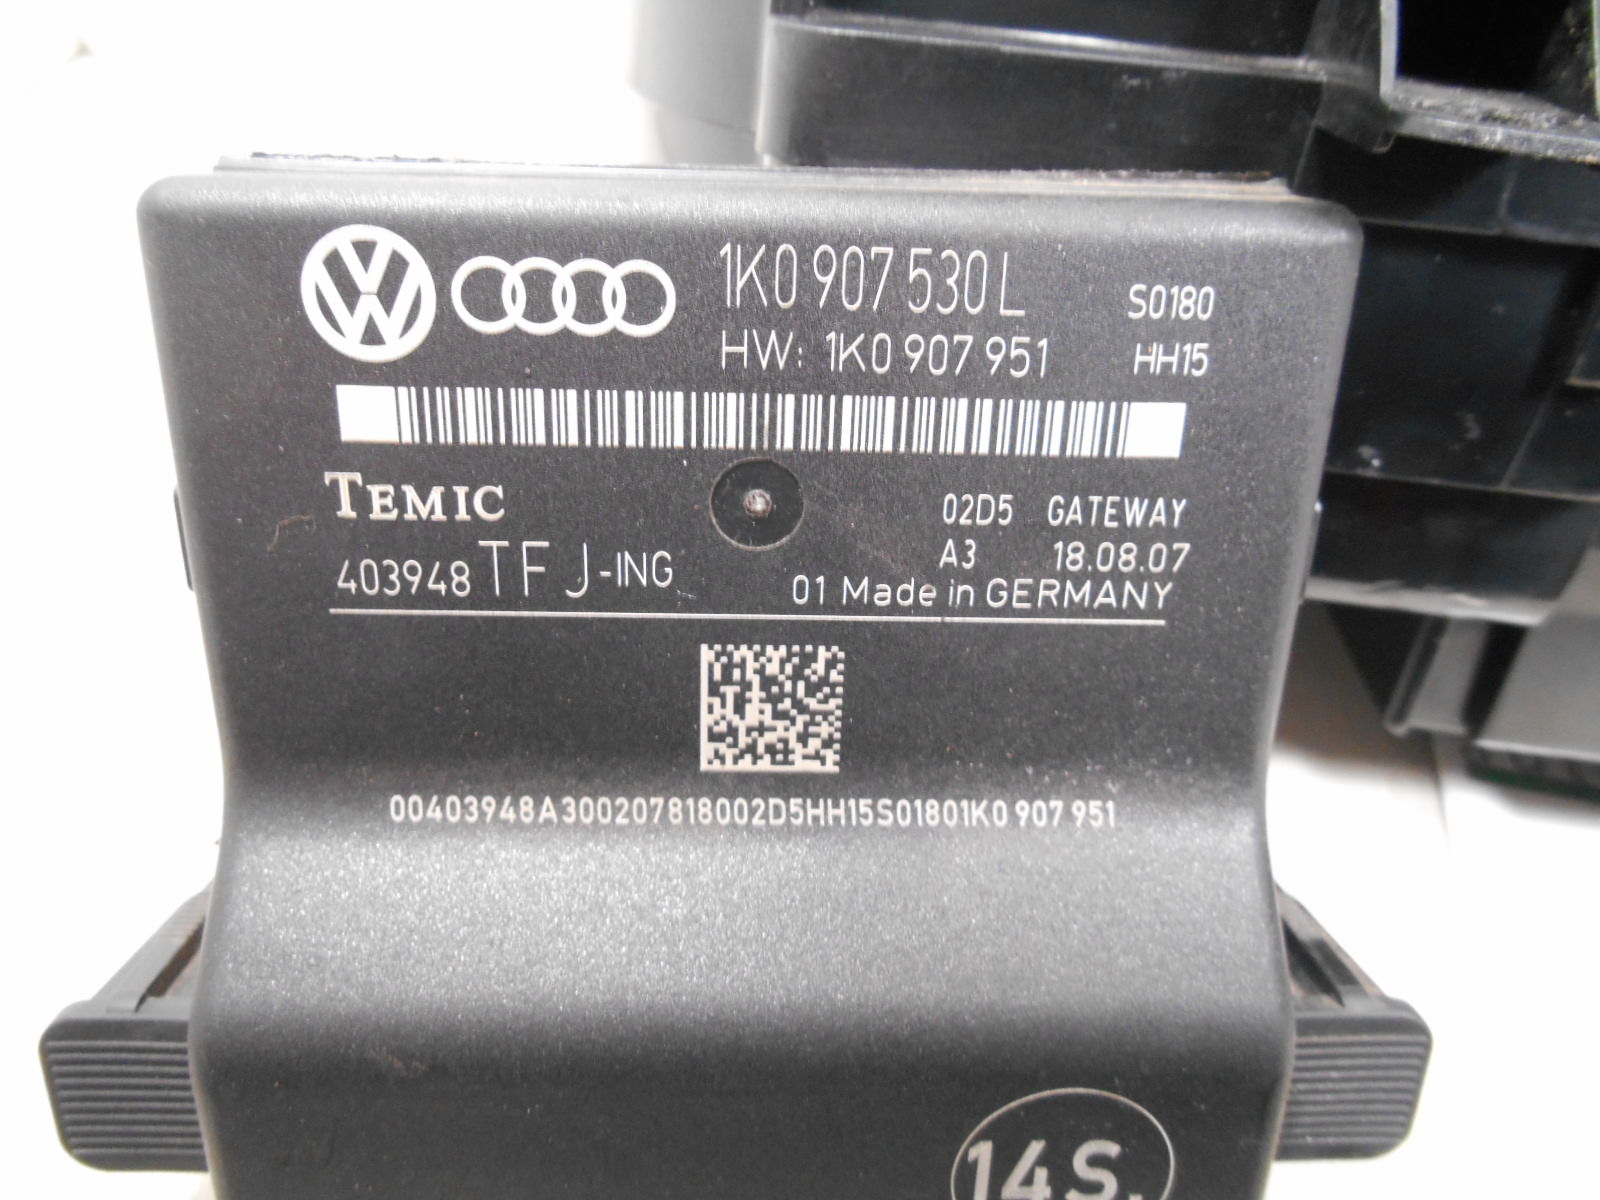 1K0 907 530 L S0180
HW: 1K0 907 951 HH15
TEMIC 02D5 GATEWAY
A3 18.08.07
403948 TFJ-ING 01 Made in GERMANY
00403948A300207818002D5HH15S01801K0 907 951
14S.